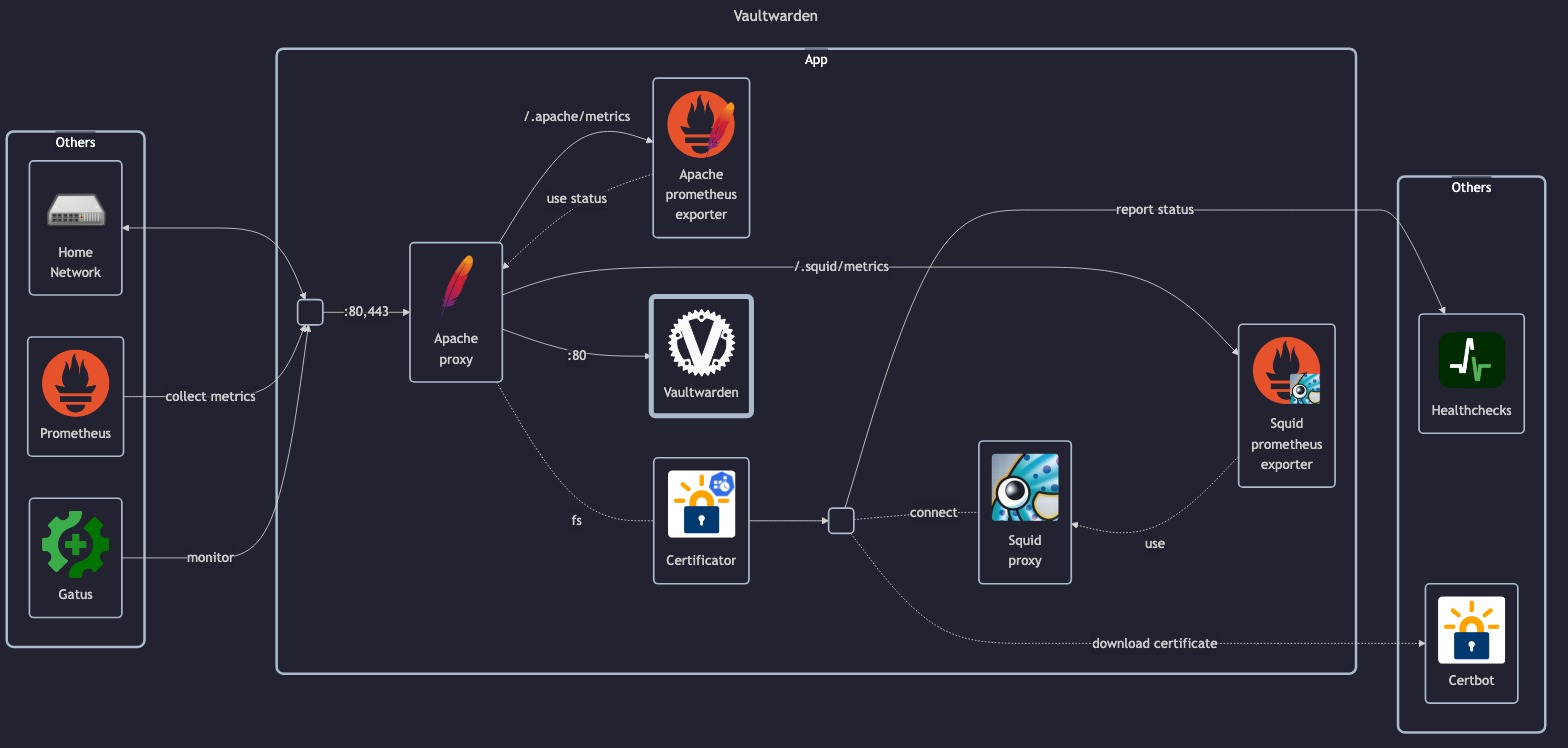 Vaultwarden
App
Others
Home
Network
Prometheus
Gatus
collect metrics
monitor
:80,443
Apache
proxy
/.apache/metrics
use status
Apache
prometheus
exporter
/.squid/metrics
:80
Vaultwarden
fs
Certificator
connect
Squid
proxy
use
Squid
prometheus
exporter
report status
download certificate
Others
Healthchecks
Certbot